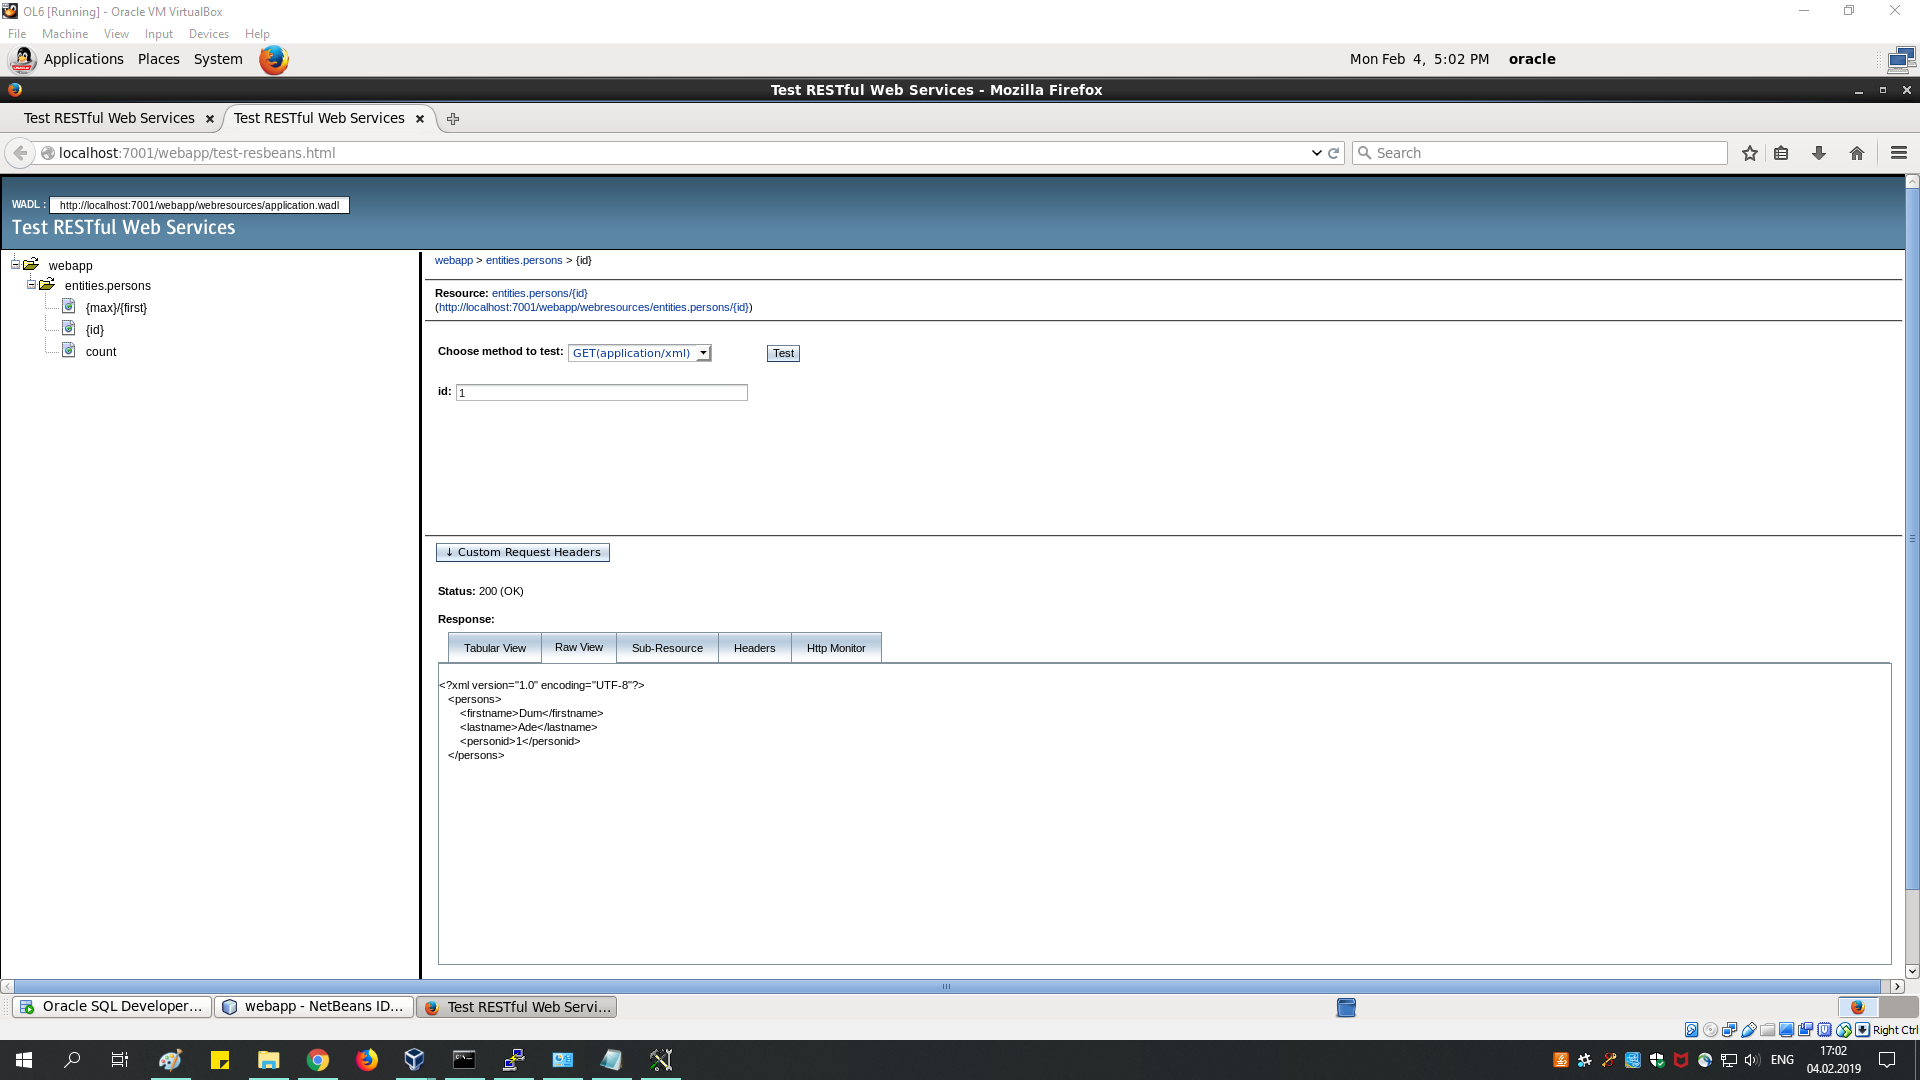 OL6 [Running] - Oracle VM VirtualBox
File Machine View Input Devices Help
Applications Places System
Mon Feb 4, 5:02 PM oracle
Test RESTful Web Services - Mozilla Firefox
Test RESTful Web Services
Test RESTful Web Services
localhost:7001/webapp/test-resbeans.html
Search
WADL : http://localhost:7001/webapp/webresources/application.wadl
Test RESTful Web Services
webapp
entities.persons
{max}/{first}
{id}
count
webapp > entities.persons > {id}
Resource: entities.persons/{id}
(http://localhost:7001/webapp/webresources/entities.persons/{id})
Choose method to test: GET(application/xml) Test
id: 1
↓ Custom Request Headers
Status: 200 (OK)
Response:
Tabular View Raw View Sub-Resource Headers Http Monitor
<?xml version="1.0" encoding="UTF-8"?>
<persons>
<firstname>Dum</firstname>
<lastname>Ade</lastname>
<personid>1</personid>
</persons>
Oracle SQL Developer... webapp - NetBeans ID... Test RESTful Web Servi...
Right Ctrl
ENG
17:02
04.02.2019